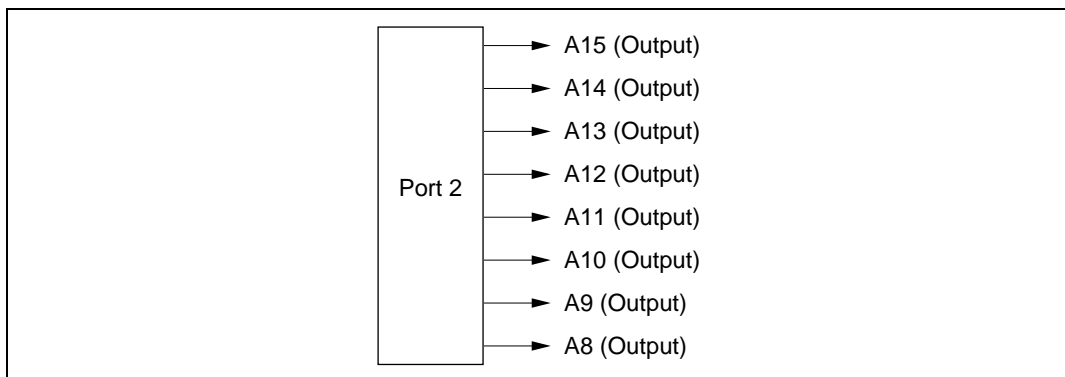 A15 (Output)
A14 (Output)
A13 (Output)
A12 (Output)
Port 2
A11 (Output)
A10 (Output)
A9 (Output)
A8 (Output)